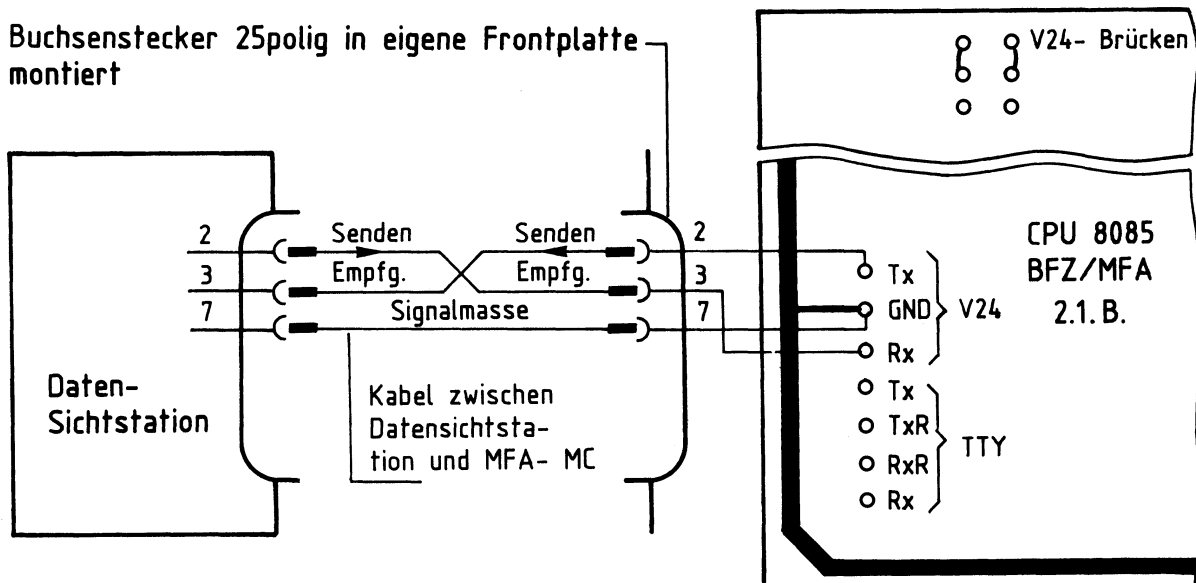 Buchsenstecker 25polig in eigene Frontplatte
montiert
V24- Brücken
2
Senden
Senden
2
3
Empfg.
Empfg.
3
7
Signalmasse
7
Daten-
Sichtstation
Kabel zwischen
Datensichtsta-
tion und MFA- MC
CPU 8085
BFZ/MFA
2.1.B.
Tx
GND
V24
Rx
Tx
TxR
TTY
RxR
Rx